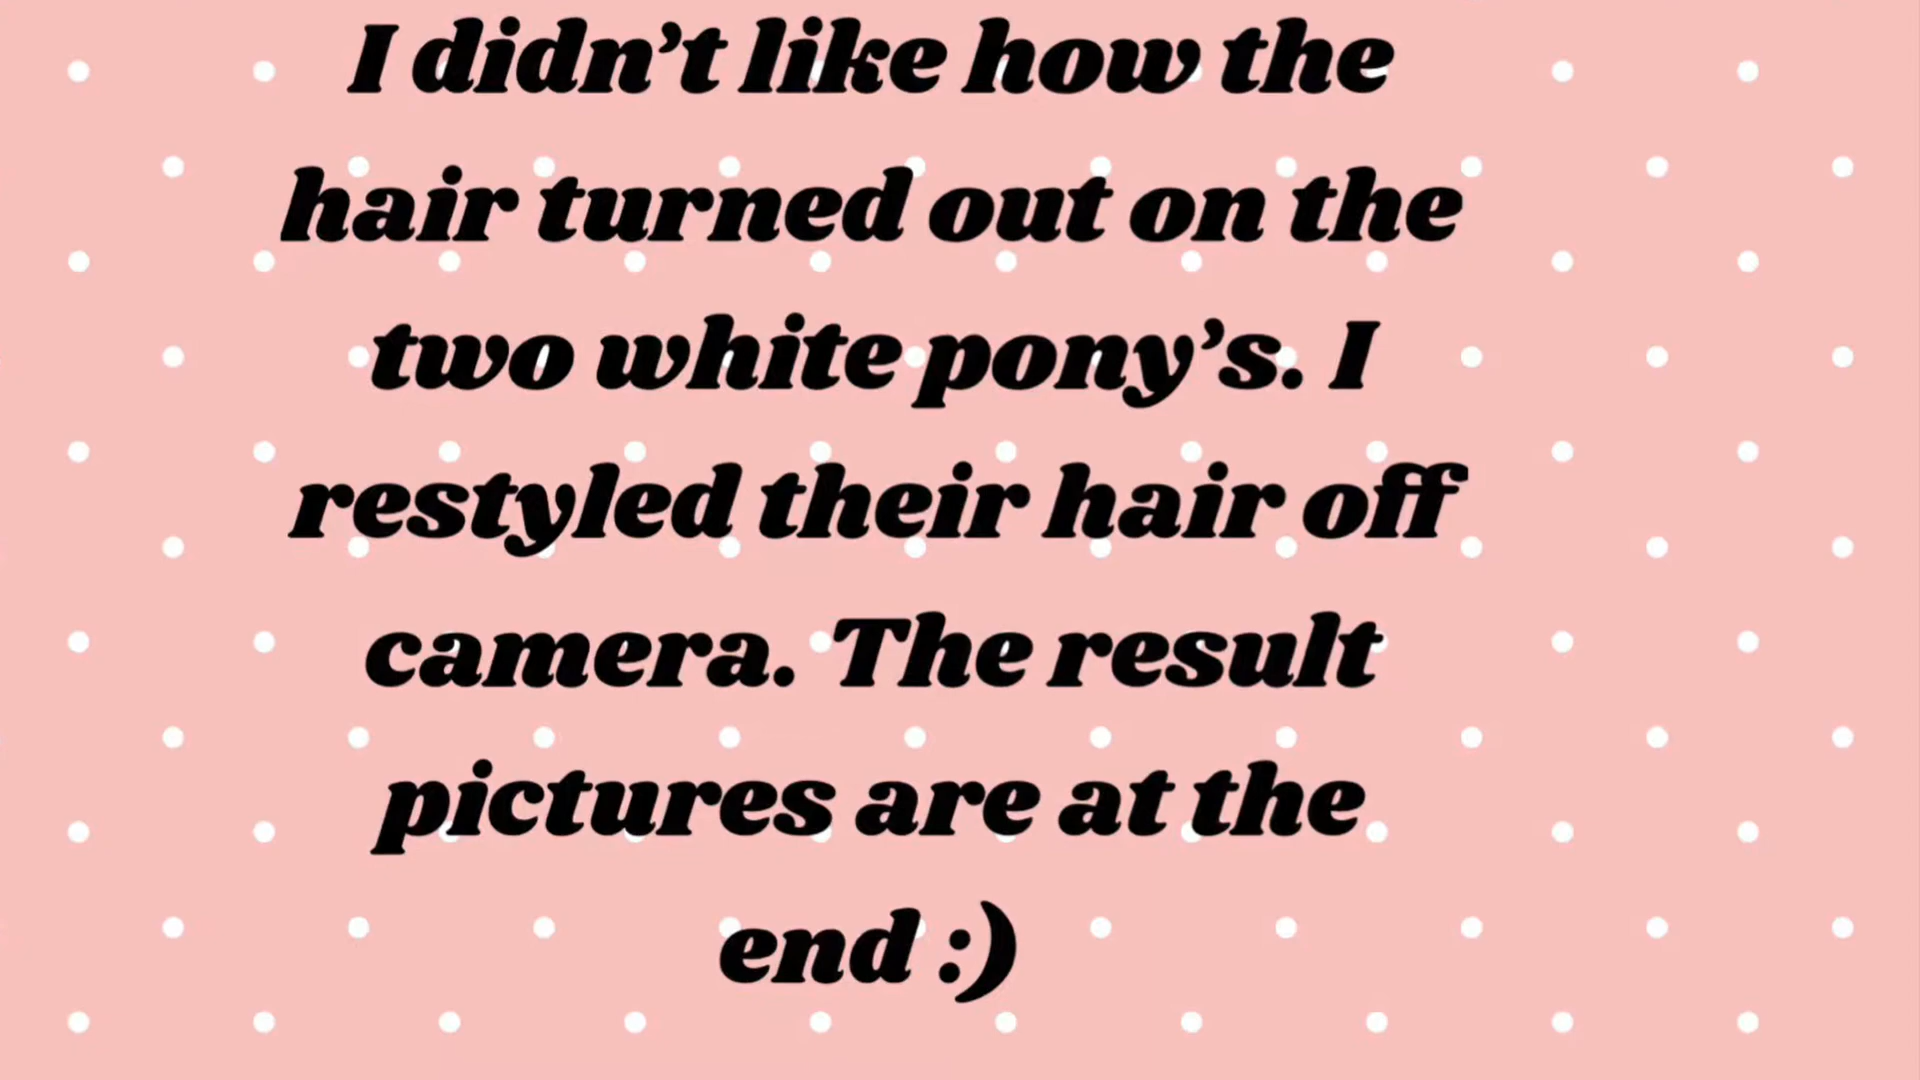 I didn’t like how the
hair turned out on the
two white pony’s. I
restyled their hair off
camera. The result
pictures are at the
end :)